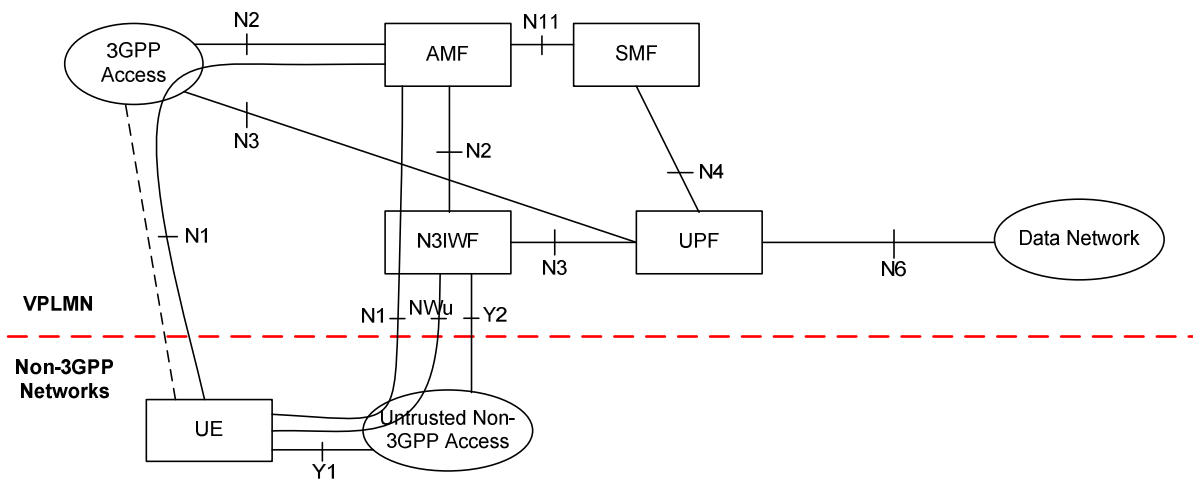 N2
3GPP
Access
AMF
N11
SMF
N3
N2
N4
N1
N3IWF
N3
UPF
N6
Data Network
VPLMN
N1
NWu
Y2
Non-3GPP
Networks
UE
Untrusted Non-
3GPP Access
Y1